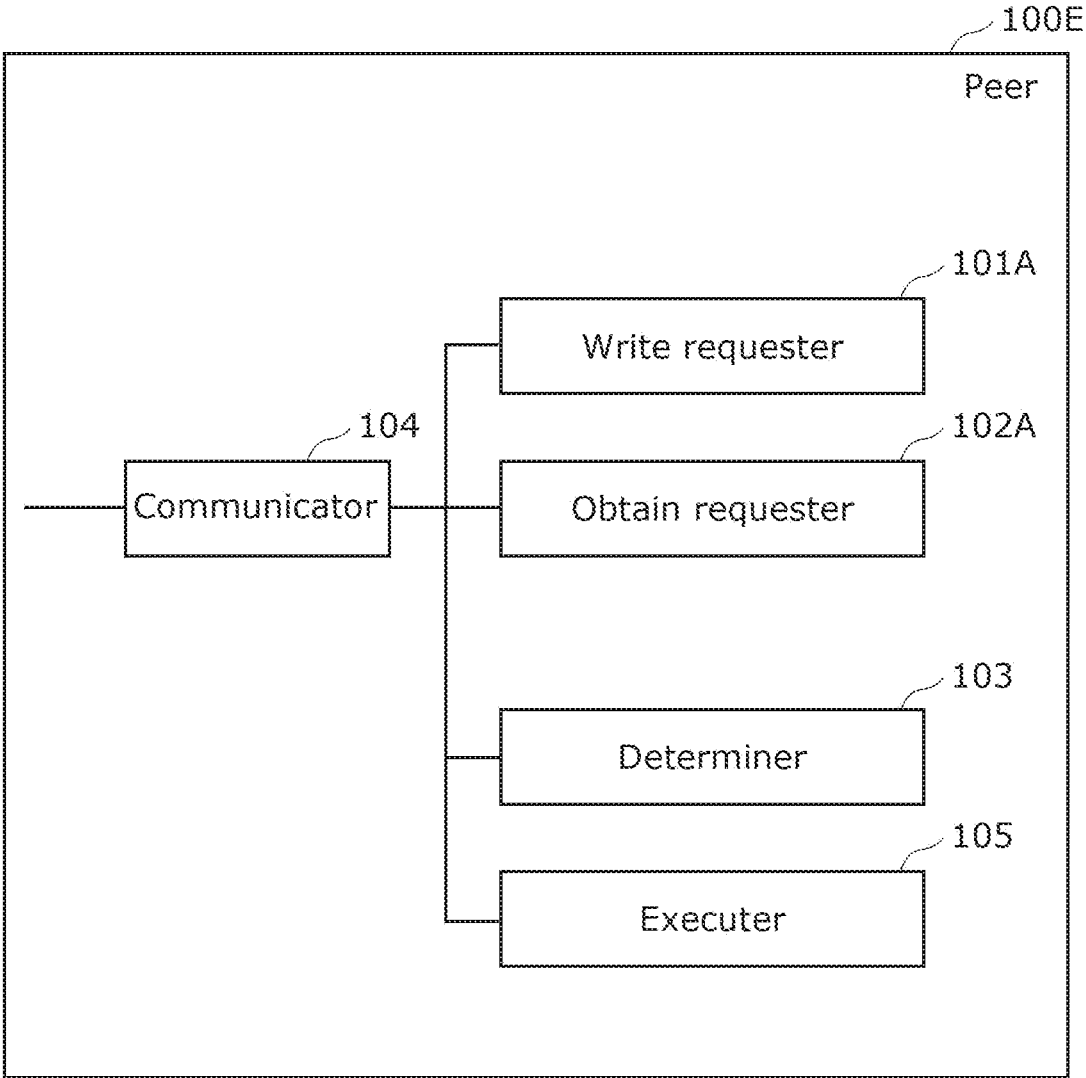 100E
Peer
101A
Write requester
104
102A
Communicator
Obtain requester
103
Determiner
105
Executer